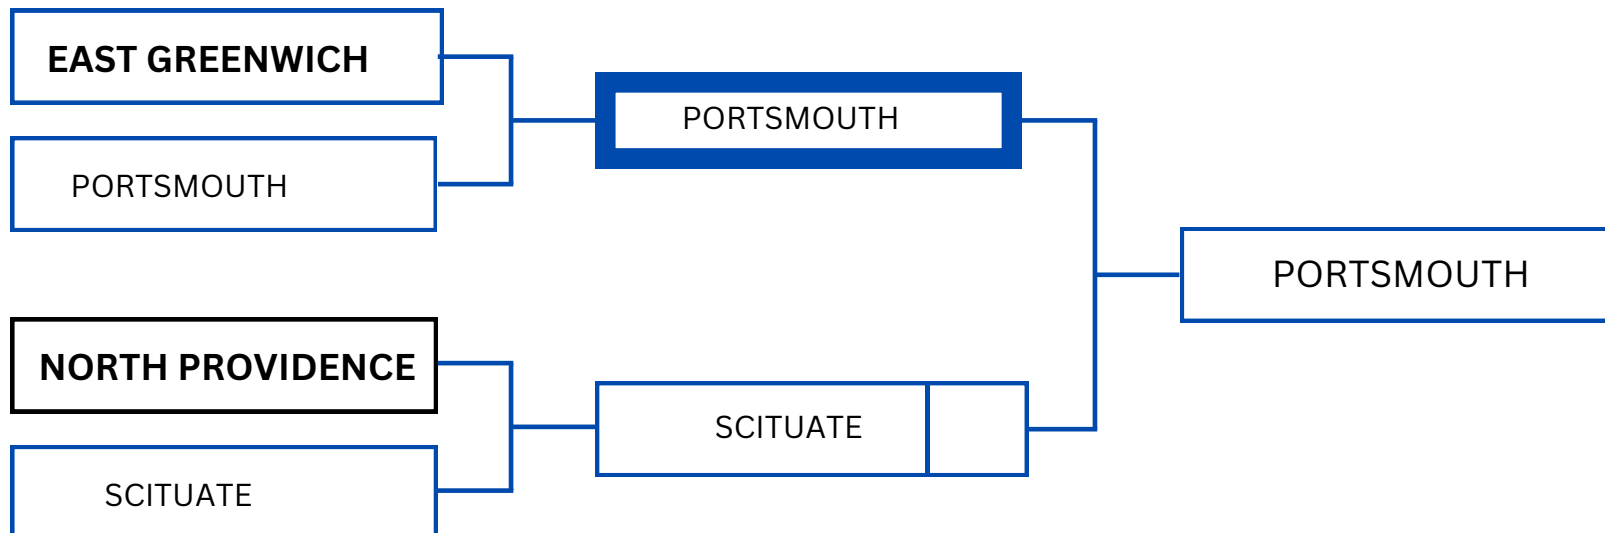 EAST GREENWICH
PORTSMOUTH
PORTSMOUTH
NORTH PROVIDENCE
SCITUATE
SCITUATE
PORTSMOUTH